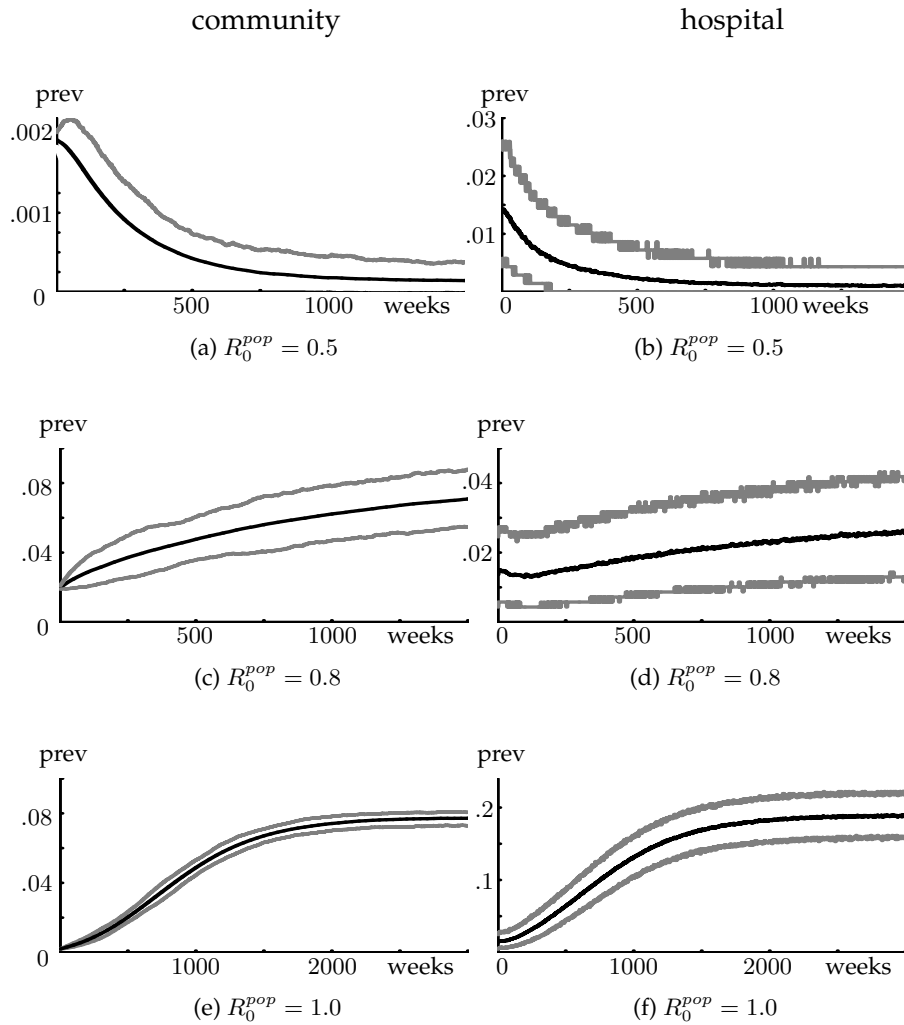 community hospital
prev prev
.002 .03
.02
.001 .01
0
500 1000 weeks 0 500 1000 weeks
(a) R_0^{pop} = 0.5 (b) R_0^{pop} = 0.5
prev prev
.08 .04
.04 .02
0
500 1000 weeks 0 500 1000 weeks
(c) R_0^{pop} = 0.8 (d) R_0^{pop} = 0.8
prev prev
.08 .2
.04 .1
0
1000 2000 weeks 0 1000 2000 weeks
(e) R_0^{pop} = 1.0 (f) R_0^{pop} = 1.0